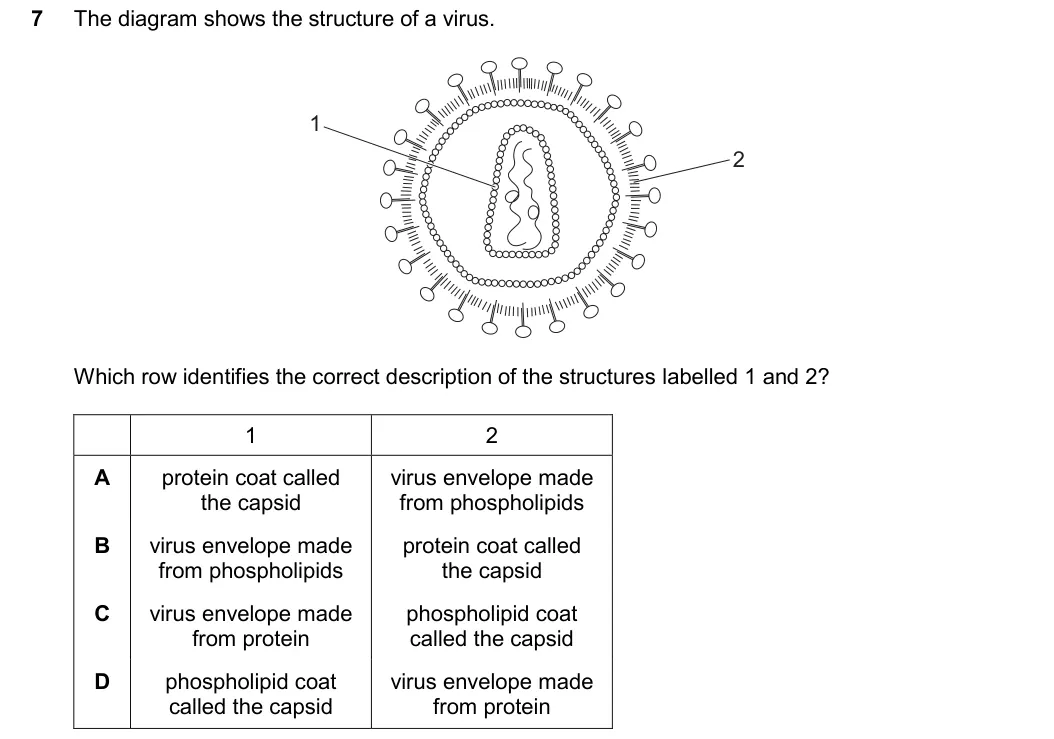 7 The diagram shows the structure of a virus.
1
2
Which row identifies the correct description of the structures labelled 1 and 2?
1 2
A protein coat called virus envelope made
the capsid from phospholipids
B virus envelope made protein coat called
from phospholipids the capsid
C virus envelope made phospholipid coat
from protein called the capsid
D phospholipid coat virus envelope made
called the capsid from protein